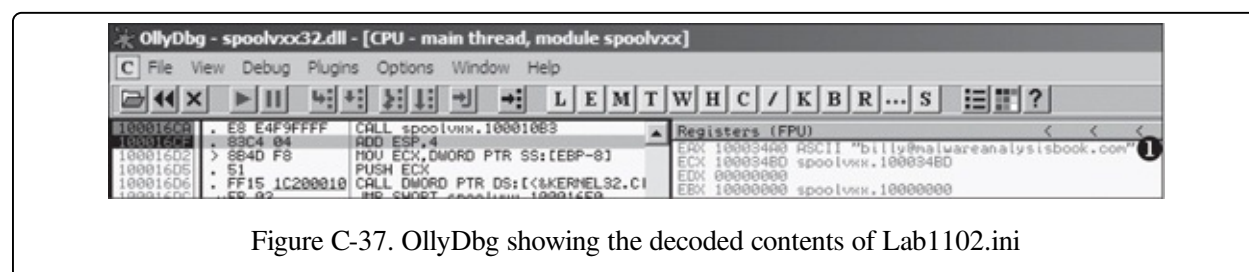 OllyDbg - spoolvxx32.dll - [CPU - main thread, module spoolvxx]
C File View Debug Plugins Options Window Help
L E M T W H C / K B R ... S ?
100016CA . E8 E4F9FFFF CALL spoolvxx.100010B3
100016CF . 83C4 04 ADD ESP,4
100016D2 > 8B4D F8 MOV ECX,DWORD PTR SS:[EBP-8]
100016D5 . 51 PUSH ECX
100016D6 . FF15 1C200010 CALL DWORD PTR DS:[<&KERNEL32.Cl
Registers (FPU) < < <
EAX 100034A0 ASCII "billy@malwareanalysisbook.com" 1
ECX 100034BD spoolvxx.100034BD
EDX 00000000
EBX 10000000 spoolvxx.10000000
Figure C-37. OllyDbg showing the decoded contents of Lab1102.ini